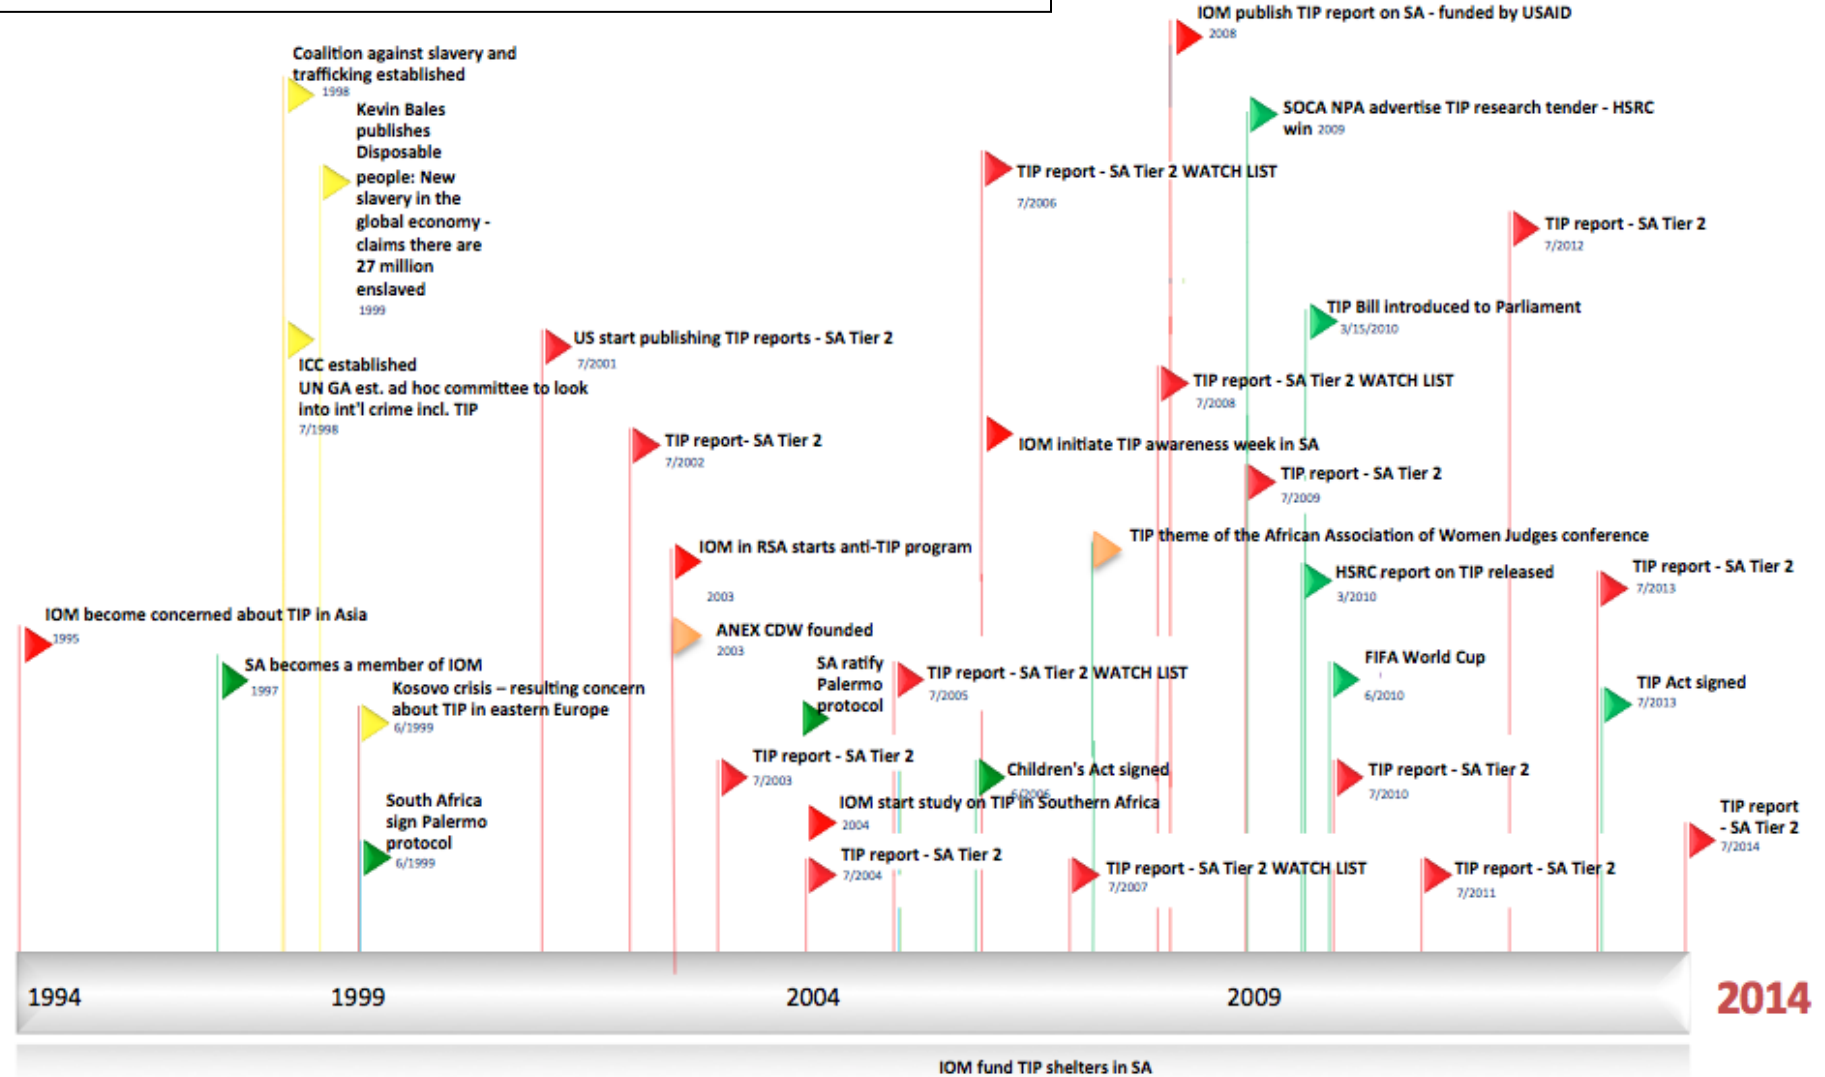 IOM publish TIP report on SA - funded by USAID
2008
Coalition against slavery and
trafficking established
1998
Kevin Bales
publishes
Disposable
people: New
slavery in the
global economy -
claims there are
27 million
enslaved
1999
SOCA NPA advertise TIP research tender - HSRC
win 2009
TIP report - SA Tier 2 WATCH LIST
7/2006
TIP report - SA Tier 2
7/2012
TIP Bill introduced to Parliament
3/15/2010
US start publishing TIP reports - SA Tier 2
7/2001
ICC established
UN GA est. ad hoc committee to look
into int'l crime incl. TIP
7/1998
TIP report - SA Tier 2 WATCH LIST
7/2008
TIP report- SA Tier 2
7/2002
IOM initiate TIP awareness week in SA
TIP report - SA Tier 2
7/2009
TIP theme of the African Association of Women Judges conference
IOM in RSA starts anti-TIP program
2003
HSRC report on TIP released
3/2010
TIP report - SA Tier 2
7/2013
IOM become concerned about TIP in Asia
1995
ANEX CDW founded
2003
SA becomes a member of IOM
1997
Kosovo crisis – resulting concern
about TIP in eastern Europe
6/1999
SA ratify
Palermo
protocol
TIP report - SA Tier 2 WATCH LIST
7/2005
FIFA World Cup
6/2010
TIP Act signed
7/2013
TIP report - SA Tier 2
7/2003
Children's Act signed
6/2006
TIP report - SA Tier 2
7/2010
South Africa
sign Palermo
protocol
6/1999
IOM start study on TIP in Southern Africa
2004
TIP report
- SA Tier 2
7/2014
TIP report - SA Tier 2
7/2004
TIP report - SA Tier 2 WATCH LIST
7/2007
TIP report - SA Tier 2
7/2011
1994
1999
2004
2009
2014
IOM fund TIP shelters in SA